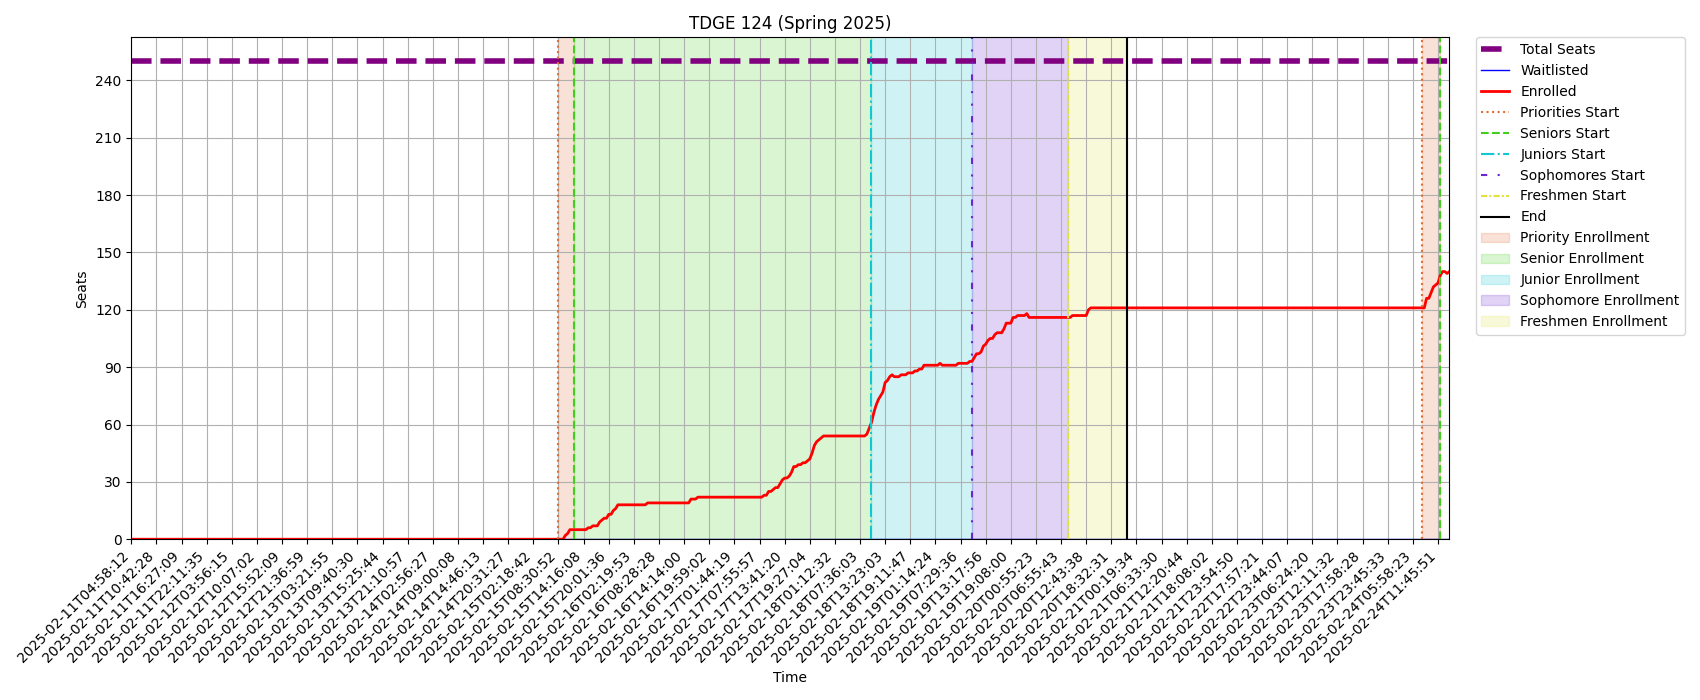 TDGE 124 (Spring 2025)
240
210
180
150
120
90
60
30
0
Seats
2025-02-11T04:58:12
2025-02-11T10:42:28
2025-02-11T16:27:09
2025-02-11T22:11:35
2025-02-12T03:56:15
2025-02-12T10:07:02
2025-02-12T15:52:09
2025-02-12T21:36:59
2025-02-13T03:21:55
2025-02-13T09:40:30
2025-02-13T15:25:44
2025-02-13T21:10:57
2025-02-14T02:56:27
2025-02-14T09:00:08
2025-02-14T14:46:13
2025-02-14T20:31:27
2025-02-15T02:18:42
2025-02-15T08:30:52
2025-02-15T14:16:08
2025-02-15T20:01:36
2025-02-16T02:19:53
2025-02-16T08:28:28
2025-02-16T14:14:00
2025-02-16T19:59:02
2025-02-17T01:44:19
2025-02-17T07:55:57
2025-02-17T13:41:20
2025-02-17T19:27:04
2025-02-18T01:12:32
2025-02-18T07:36:03
2025-02-18T13:23:03
2025-02-18T19:11:47
2025-02-19T01:14:24
2025-02-19T07:29:36
2025-02-19T13:17:56
2025-02-19T19:08:00
2025-02-20T00:55:23
2025-02-20T06:55:43
2025-02-20T12:43:38
2025-02-20T18:32:31
2025-02-21T00:19:34
2025-02-21T06:33:30
2025-02-21T12:20:44
2025-02-21T18:08:02
2025-02-21T23:54:50
2025-02-22T17:57:21
2025-02-22T23:44:07
2025-02-23T06:24:20
2025-02-23T12:11:32
2025-02-23T17:58:28
2025-02-23T23:45:33
2025-02-24T05:58:23
2025-02-24T11:45:51
Time
Total Seats
Waitlisted
Enrolled
Priorities Start
Seniors Start
Juniors Start
Sophomores Start
Freshmen Start
End
Priority Enrollment
Senior Enrollment
Junior Enrollment
Sophomore Enrollment
Freshmen Enrollment